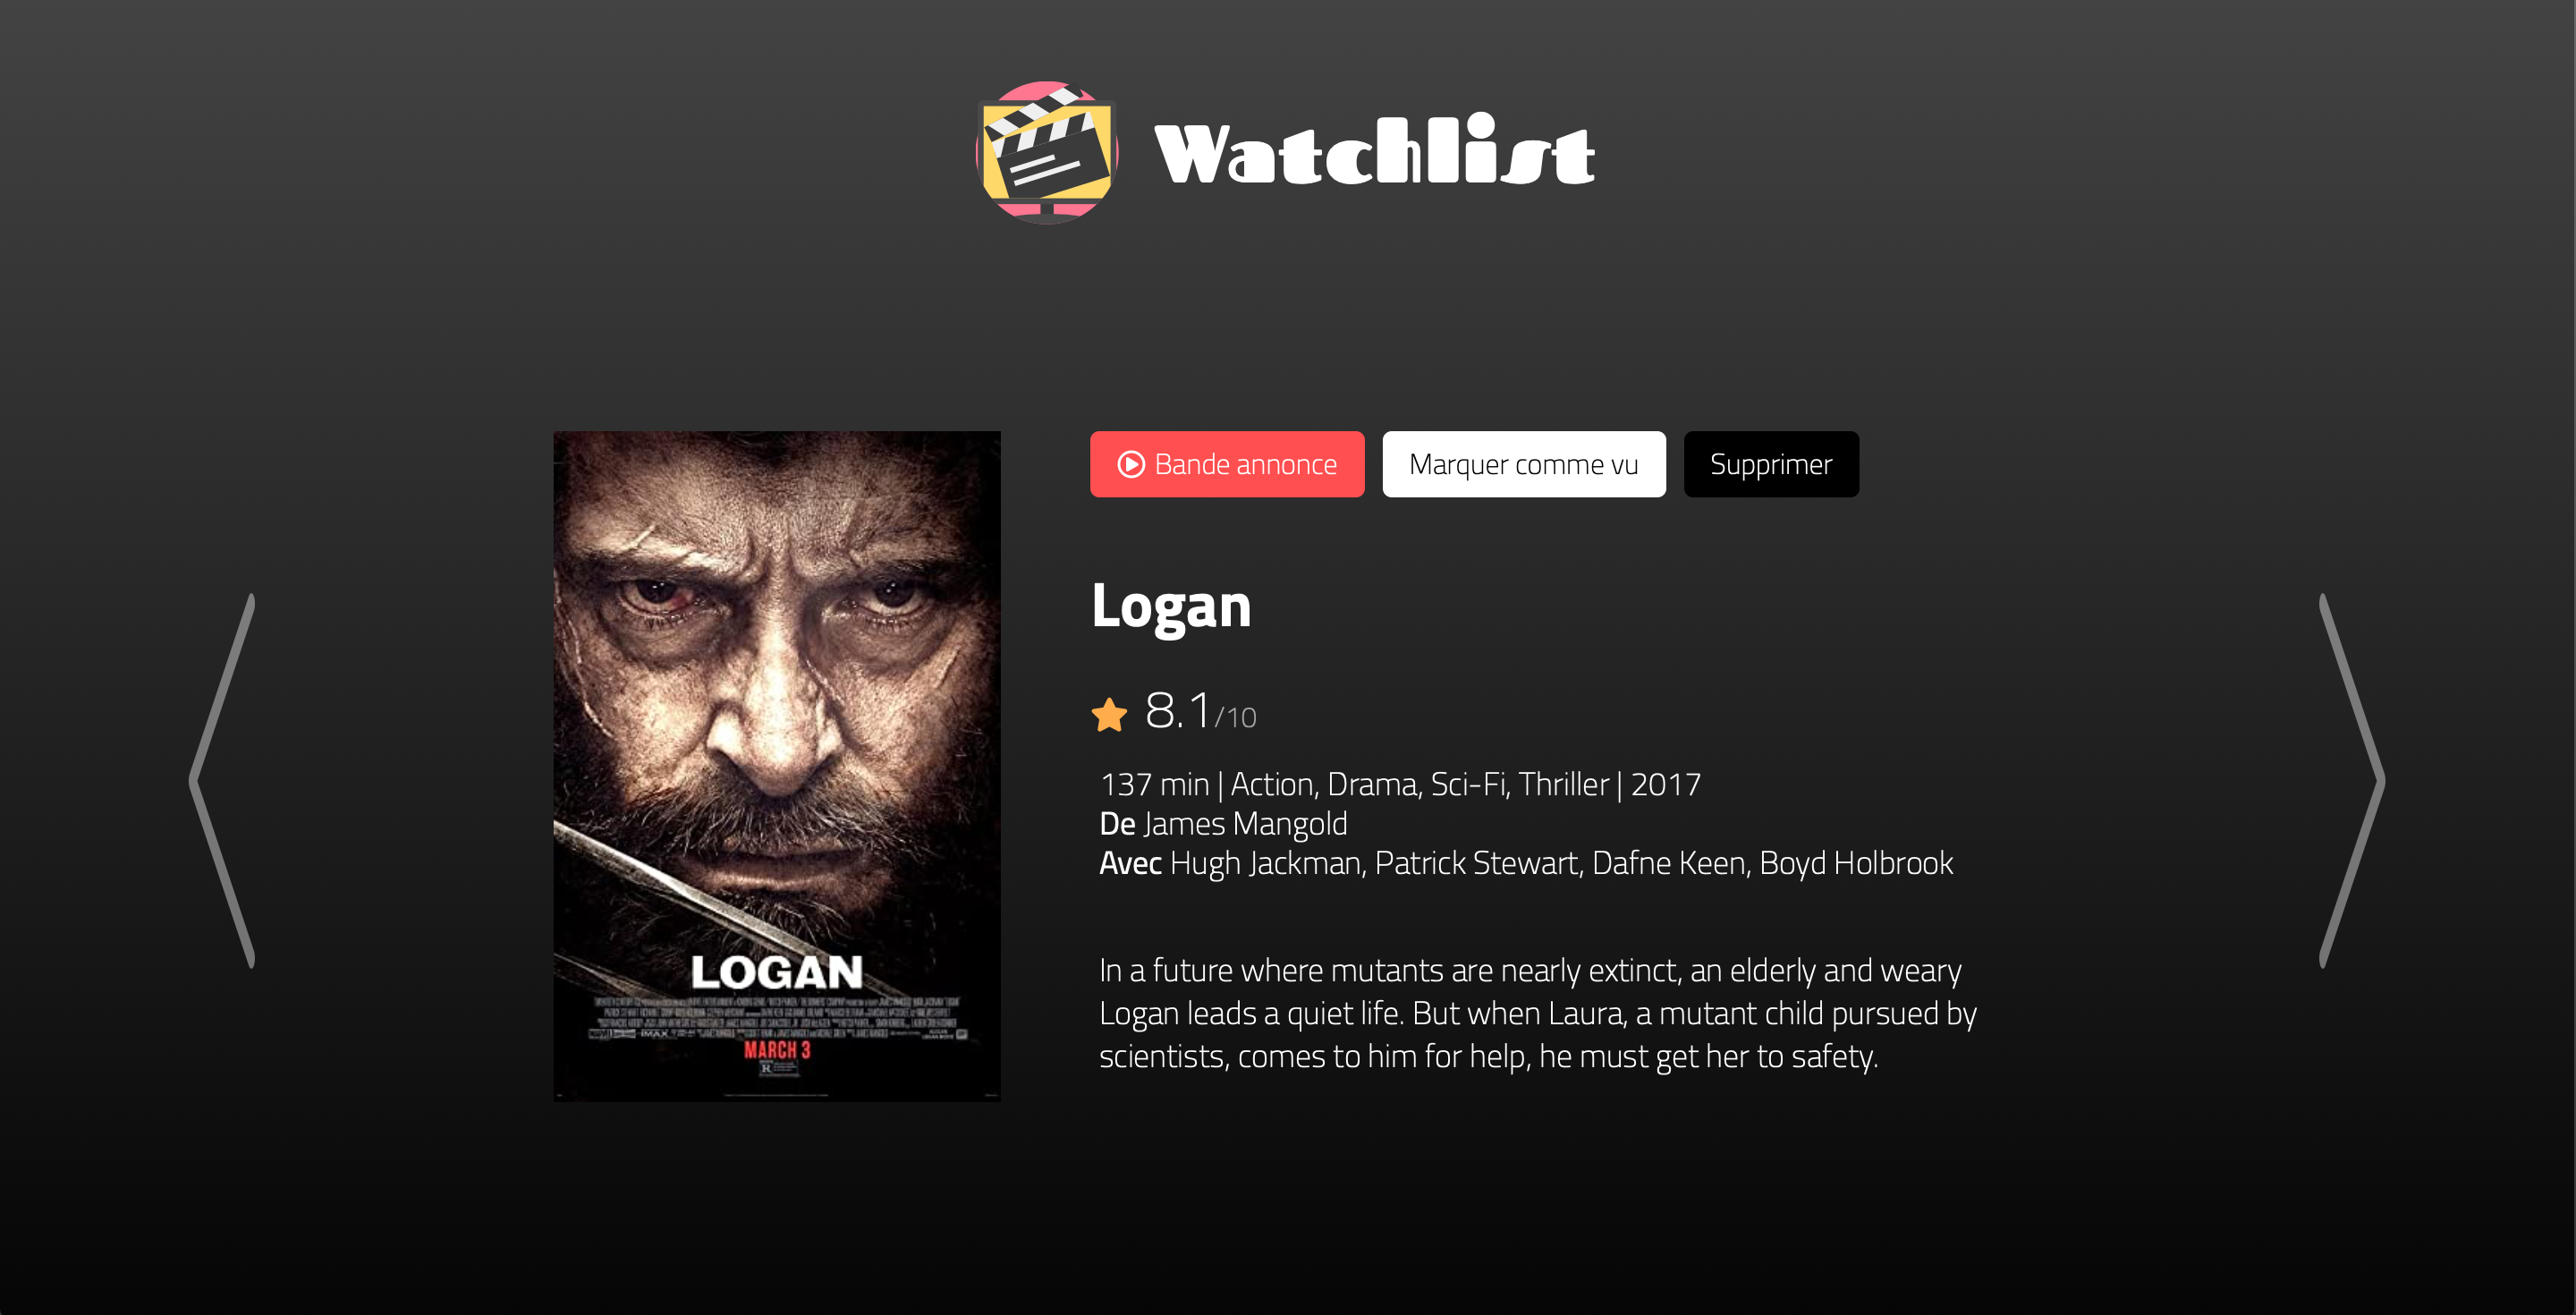 Watchlist
Bande annonce
Marquer comme vu
Supprimer
Logan
8.1/10
137 min | Action, Drama, Sci-Fi, Thriller | 2017
De James Mangold
Avec Hugh Jackman, Patrick Stewart, Dafne Keen, Boyd Holbrook
In a future where mutants are nearly extinct, an elderly and weary
Logan leads a quiet life. But when Laura, a mutant child pursued by
scientists, comes to him for help, he must get her to safety.
LOGAN
IMAX
MARCH 3
R